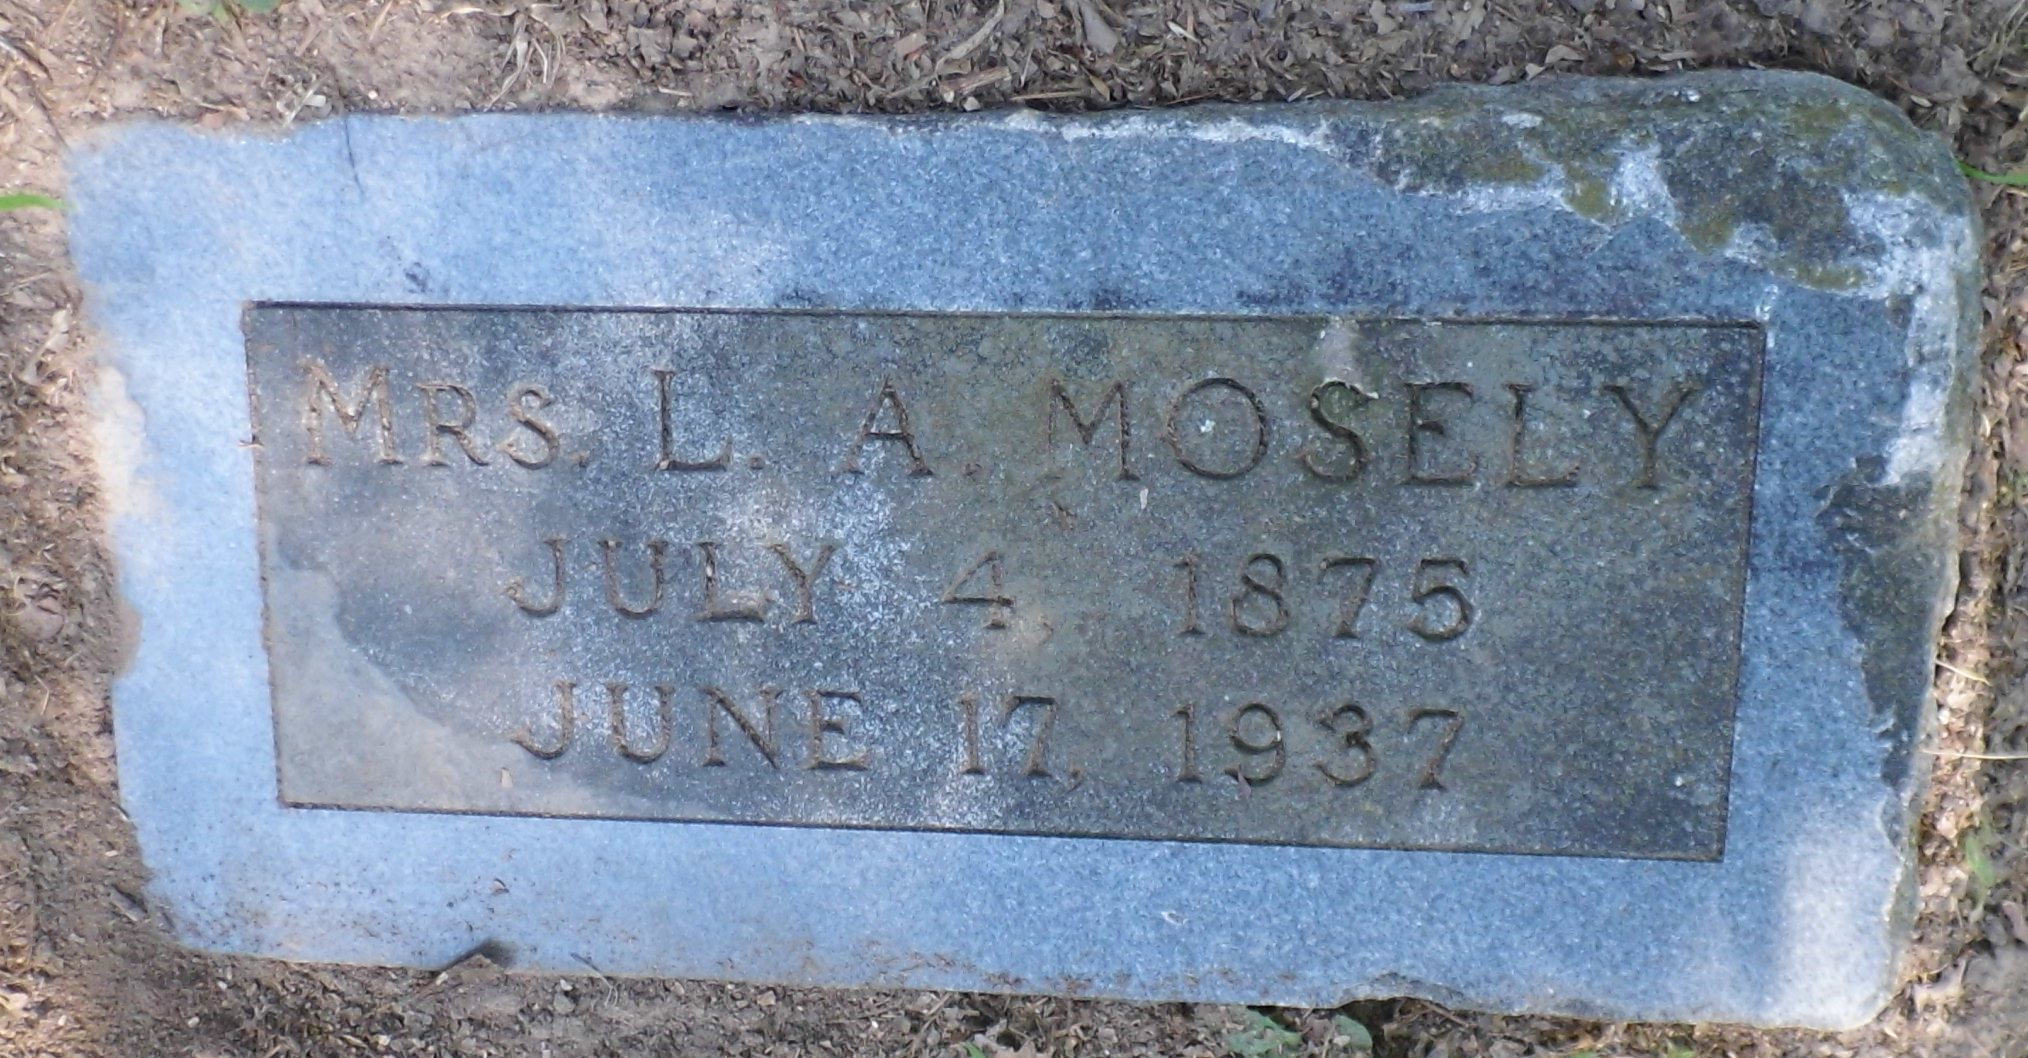 MRS. L. A. MOSELY
JULY 4, 1875
JUNE 17, 1937